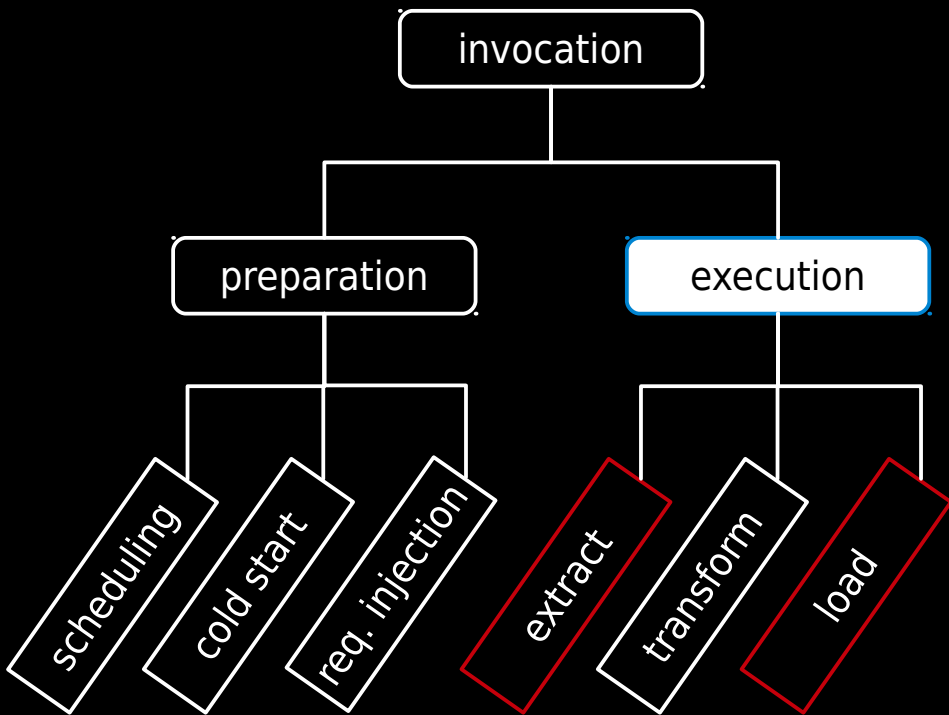 invocation
preparation
execution
scheduling
cold start
req. injection
extract
transform
load